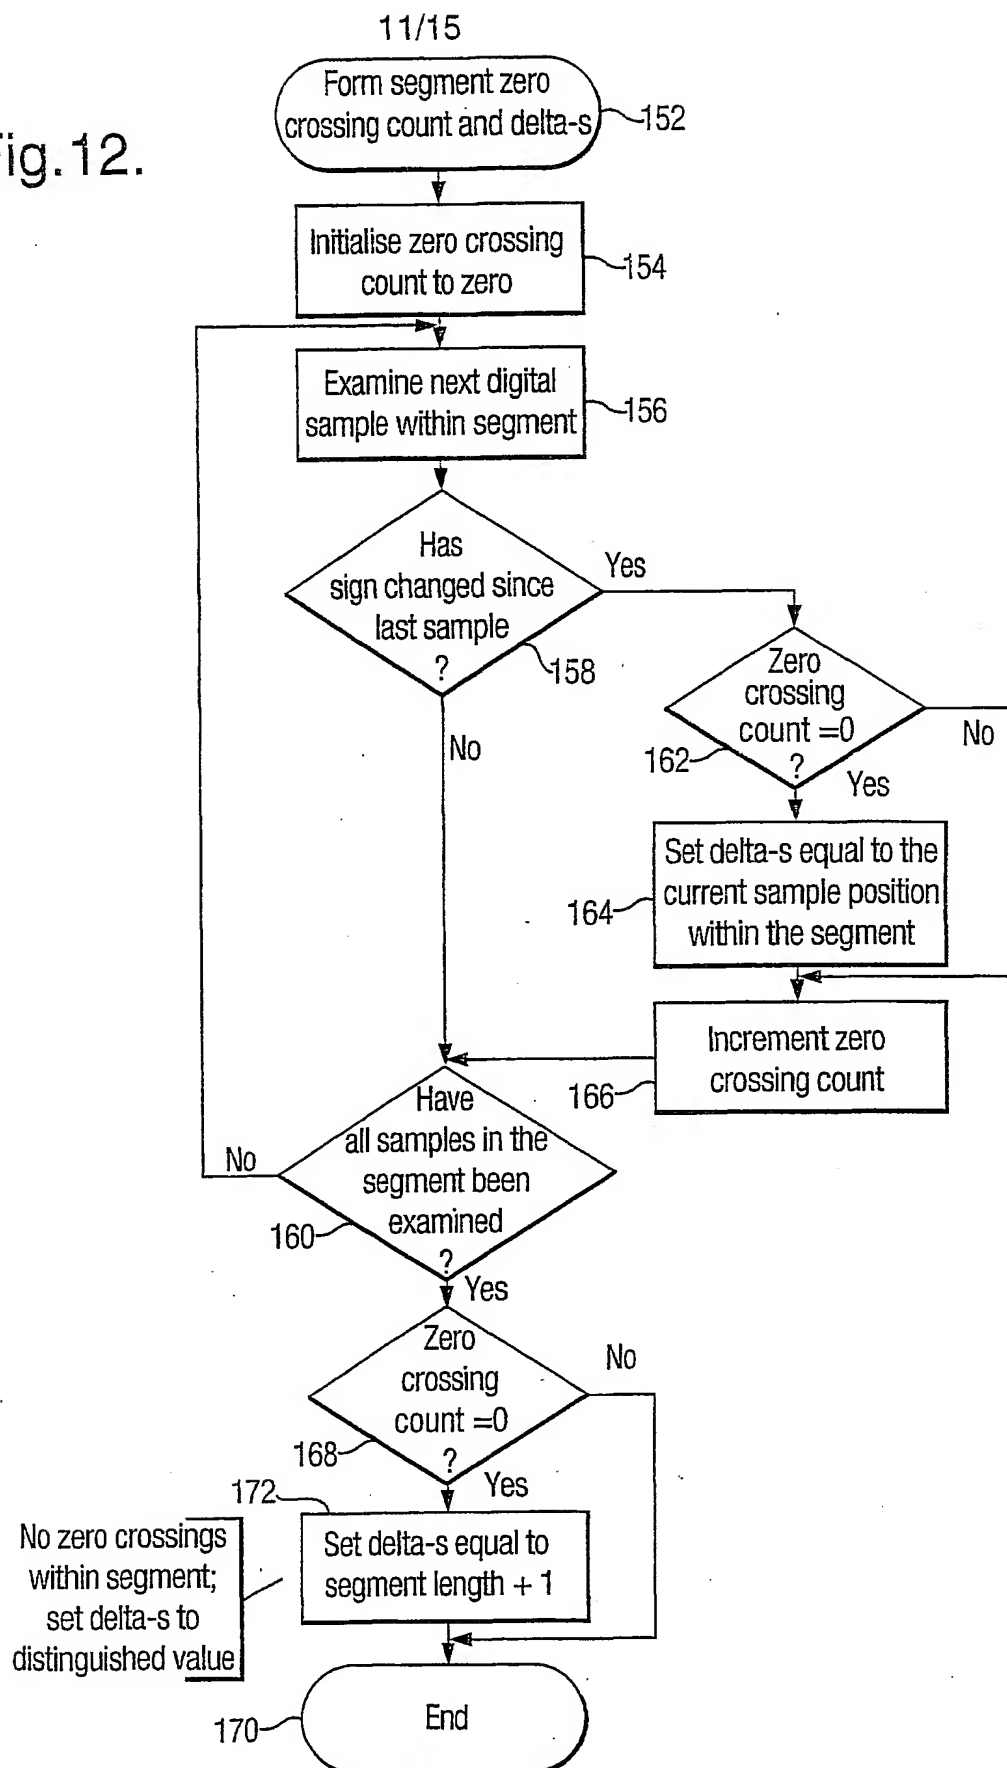 11/15
Fig.12.
Form segment zero
crossing count and delta-s
152
Initialise zero crossing
count to zero
154
Examine next digital
sample within segment
156
Has
sign changed since
last sample
?
158
Yes
No
Zero
crossing
count =0
?
162
No
Yes
Set delta-s equal to the
current sample position
within the segment
164
Increment zero
crossing count
166
Have
all samples in the
segment been
examined
?
160
No
Yes
Zero
crossing
count =0
?
168
No
Yes
172
Set delta-s equal to
segment length + 1
No zero crossings
within segment;
set delta-s to
distinguished value
End
170